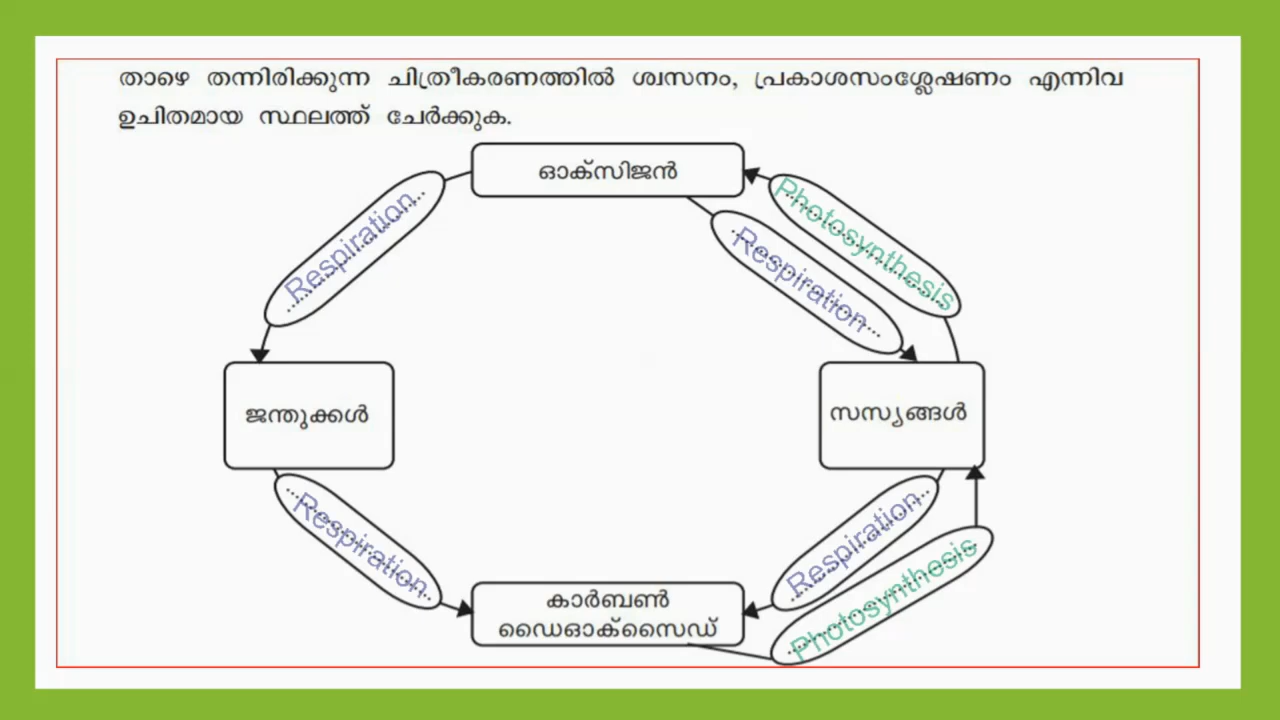 താഴെ തന്നിരിക്കുന്ന ചിത്രീകരണത്തിൽ ശ്വസനം, പ്രകാശസംശ്ലേഷണം എന്നിവ
ഉചിതമായ സ്ഥലത്ത് ചേർക്കുക.
ഓക്സിജൻ
Respiration
Photosynthesis
Respiration
ജന്തുക്കൾ
സസ്യങ്ങൾ
Respiration
Respiration
Photosynthesis
കാർബൺ
ഡൈഓക്സൈഡ്